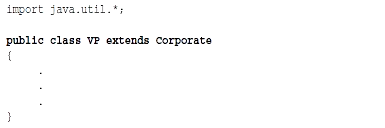 import java.util.*;
public class VP extends Corporate
{
.
.
.
}